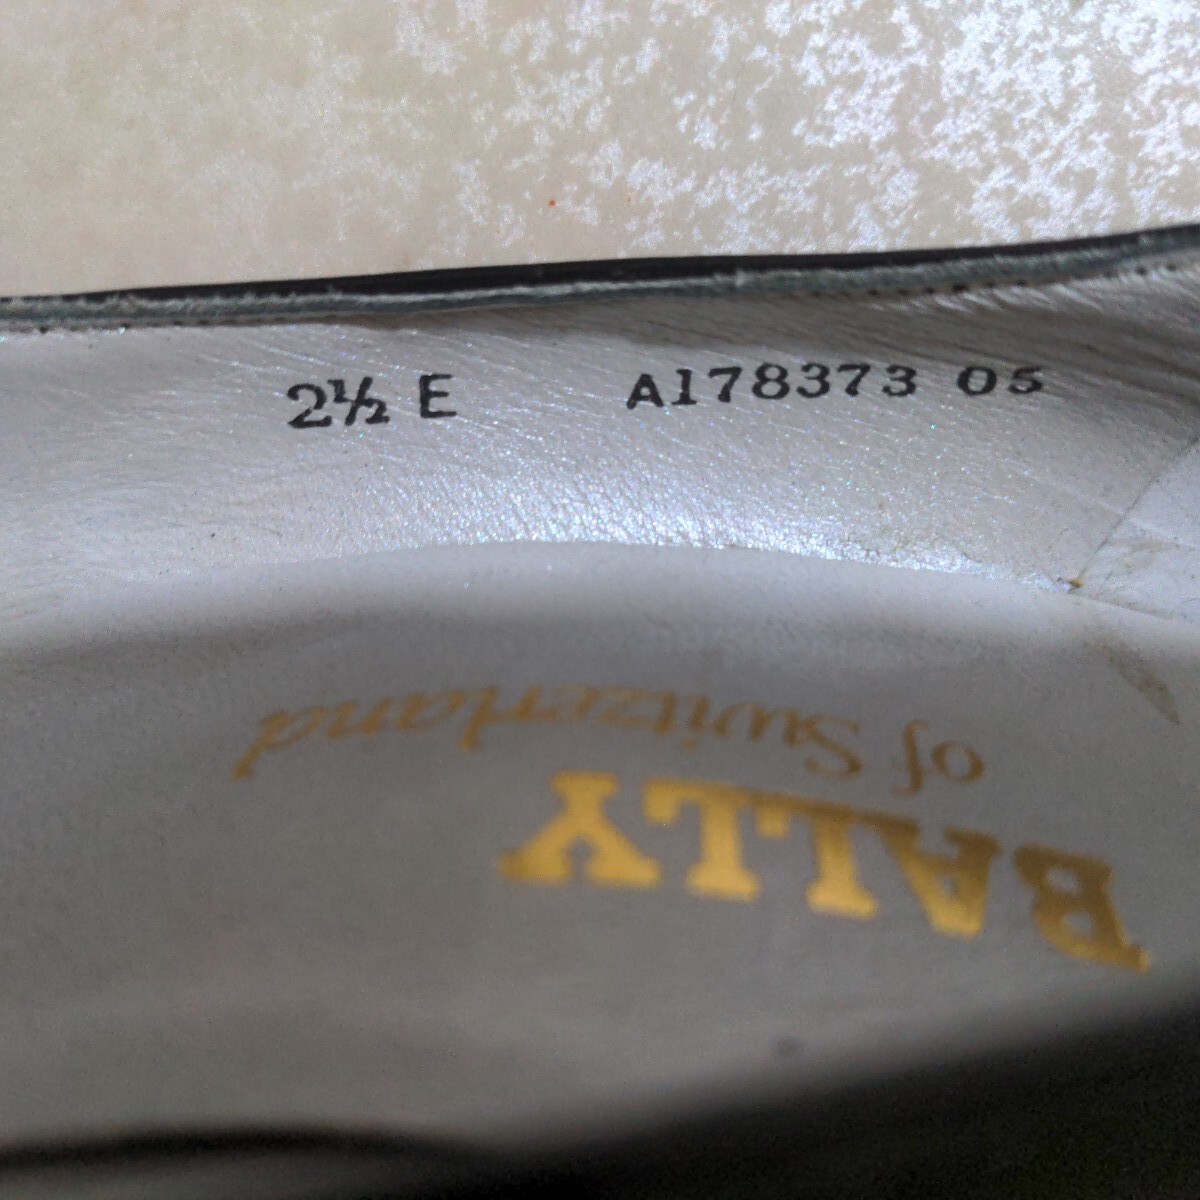 2½ E A178373 05
BALLY
of Switzerland